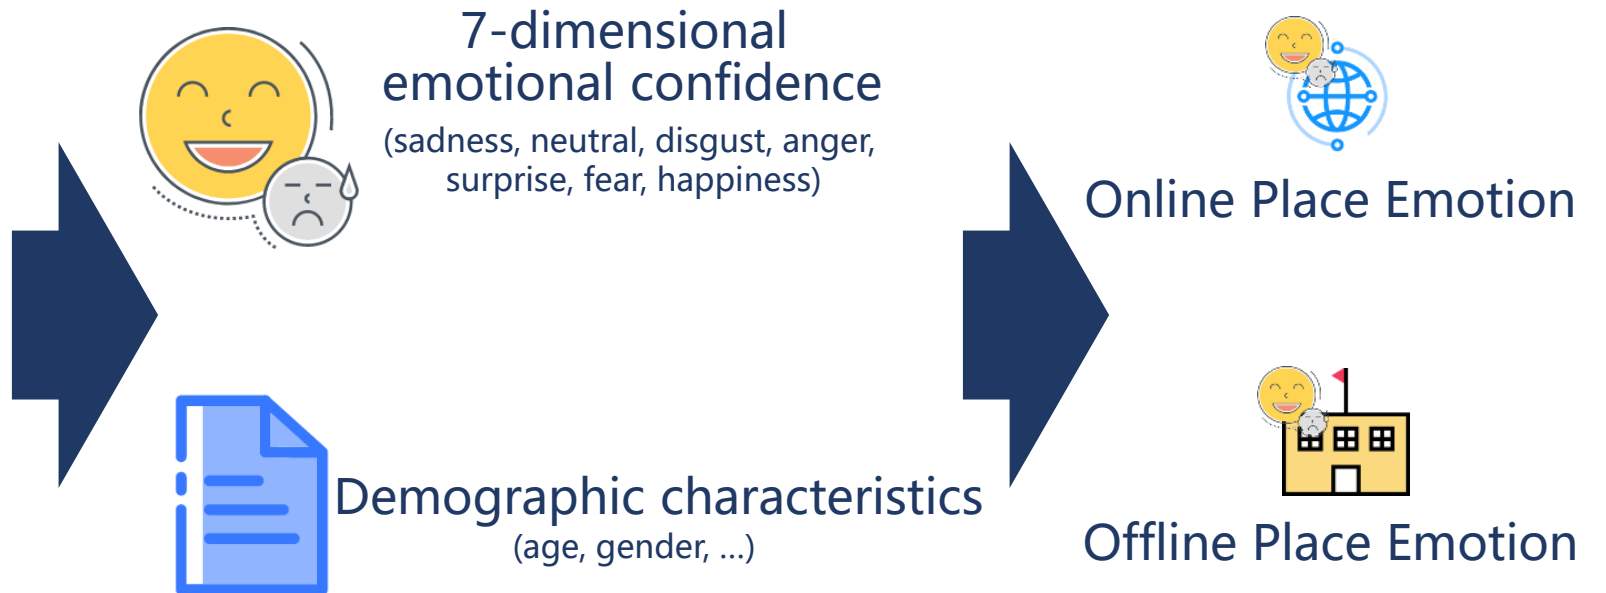 7-dimensional
emotional confidence
(sadness, neutral, disgust, anger,
surprise, fear, happiness)
Demographic characteristics
(age, gender, ...)
Online Place Emotion
Offline Place Emotion